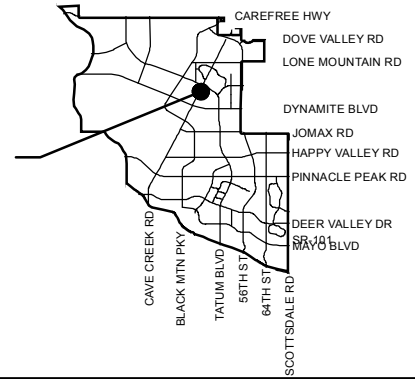 CAREFREE HWY
DOVE VALLEY RD
LONE MOUNTAIN RD
DYNAMITE BLVD
JOMAX RD
HAPPY VALLEY RD
PINNACLE PEAK RD
DEER VALLEY DR
SR-101
MAYO BLVD
CAVE CREEK RD
BLACK MTN PKY
TATUM BLVD
56TH ST
64TH ST
SCOTTSDALE RD